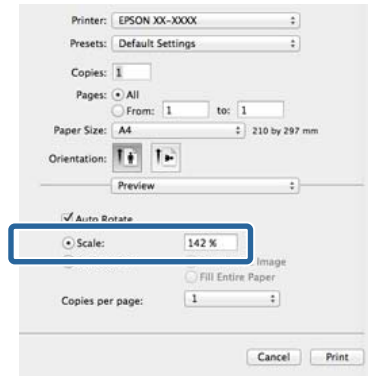 Printer: EPSON XX-XXXX
Presets: Default Settings
Copies: 1
Pages: All
From: 1 to: 1
Paper Size: A4 210 by 297 mm
Orientation:
Preview
Auto Rotate
Scale: 142 %
Image
Fill Entire Paper
Copies per page: 1
Cancel Print